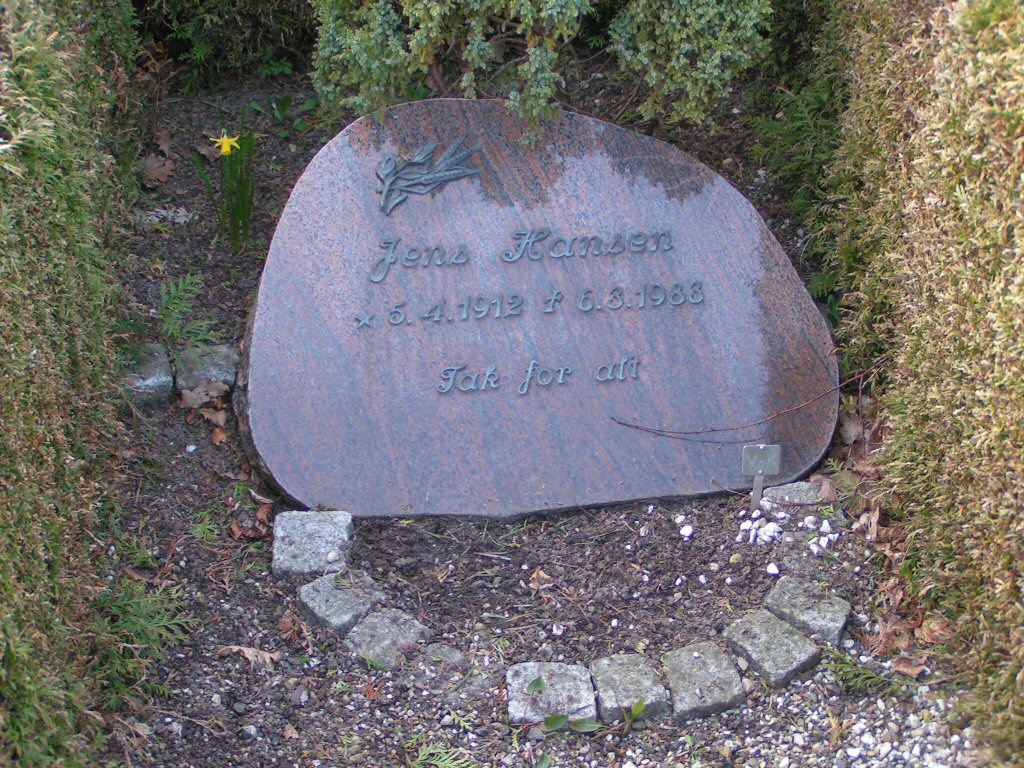 Jens Hansen
* 5.4.1912 † 6.3.1988
Tak for alt